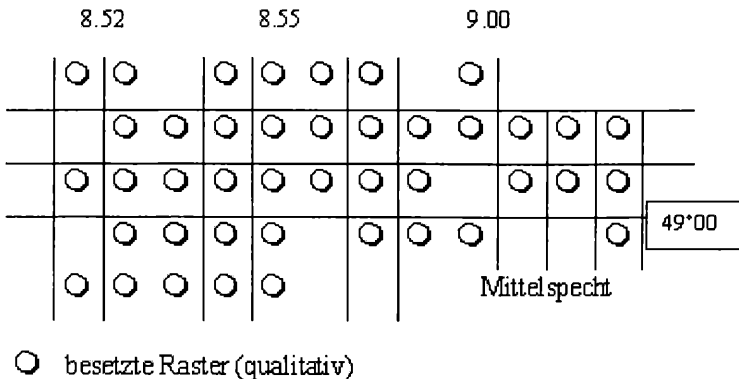 8.52 8.55 9.00
49°00
Mittelspecht
besetzte Raster (qualitativ)